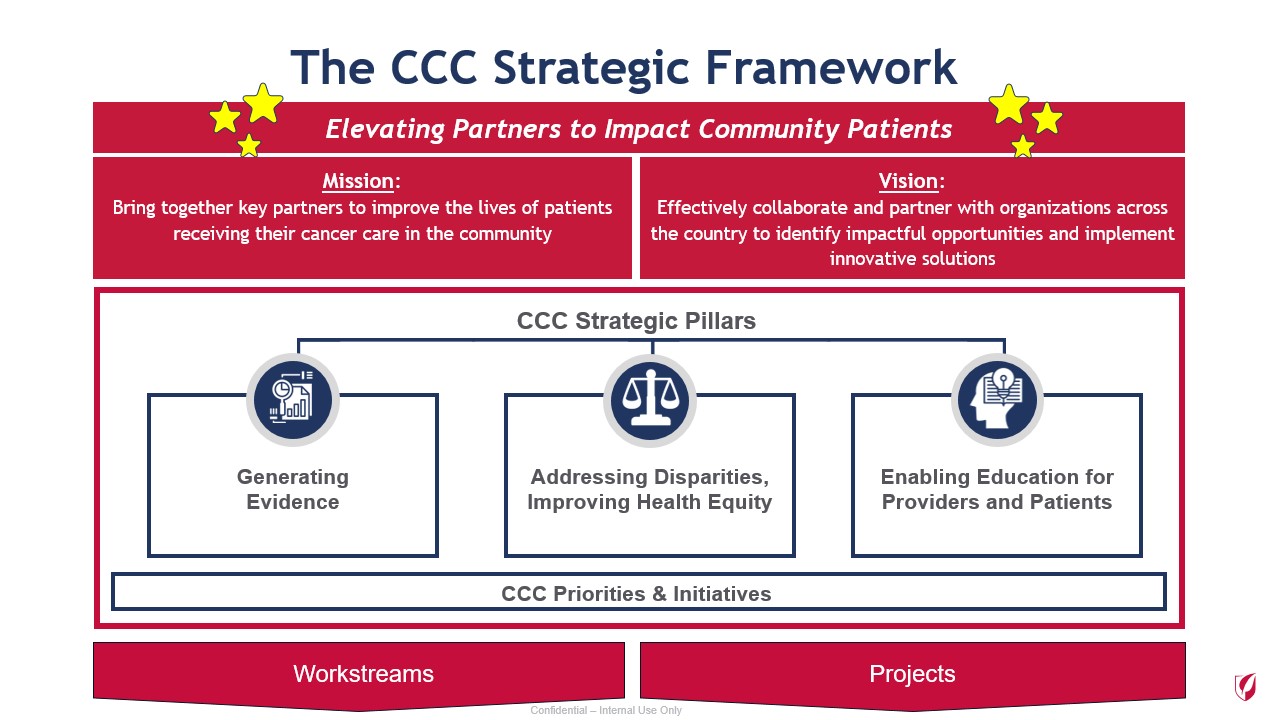 The CCC Strategic Framework
Elevating Partners to Impact Community Patients
Mission:
Bring together key partners to improve the lives of patients
receiving their cancer care in the community
Vision:
Effectively collaborate and partner with organizations across
the country to identify impactful opportunities and implement
innovative solutions
CCC Strategic Pillars
Generating
Evidence
Addressing Disparities,
Improving Health Equity
Enabling Education for
Providers and Patients
CCC Priorities & Initiatives
Workstreams
Projects
Confidential – Internal Use Only